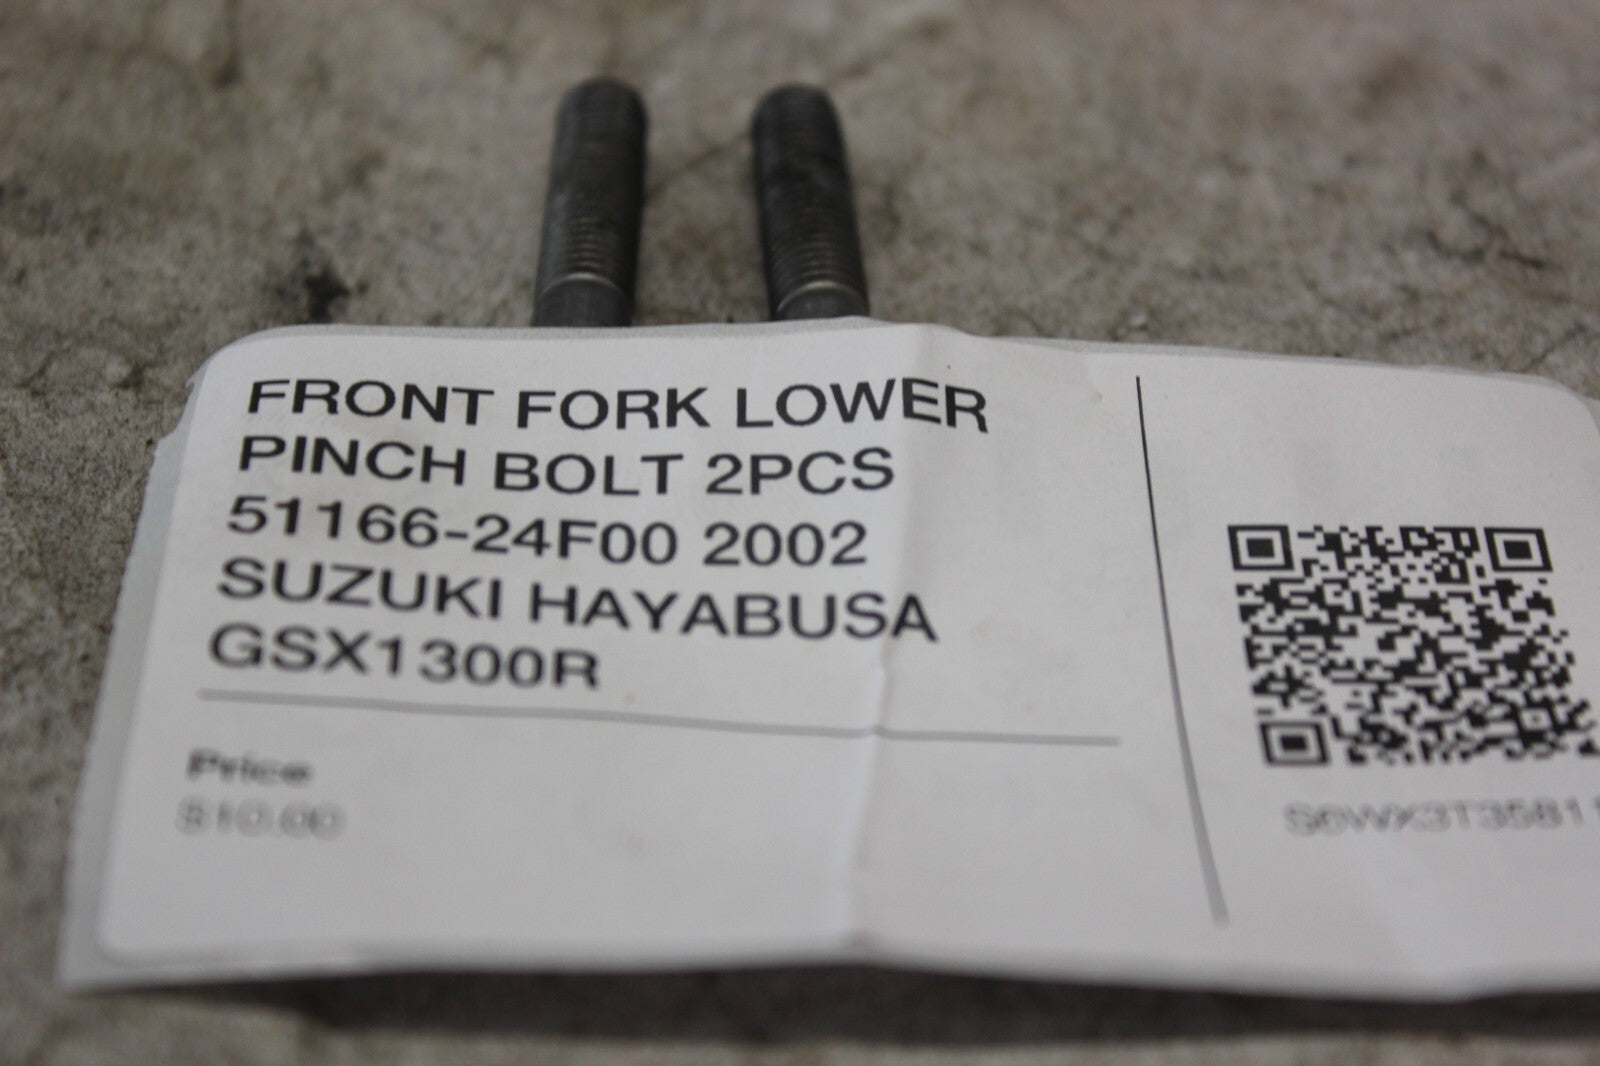 FRONT FORK LOWER
PINCH BOLT 2PCS
51166-24F00 2002
SUZUKI HAYABUSA
GSX1300R
Price
$10.00